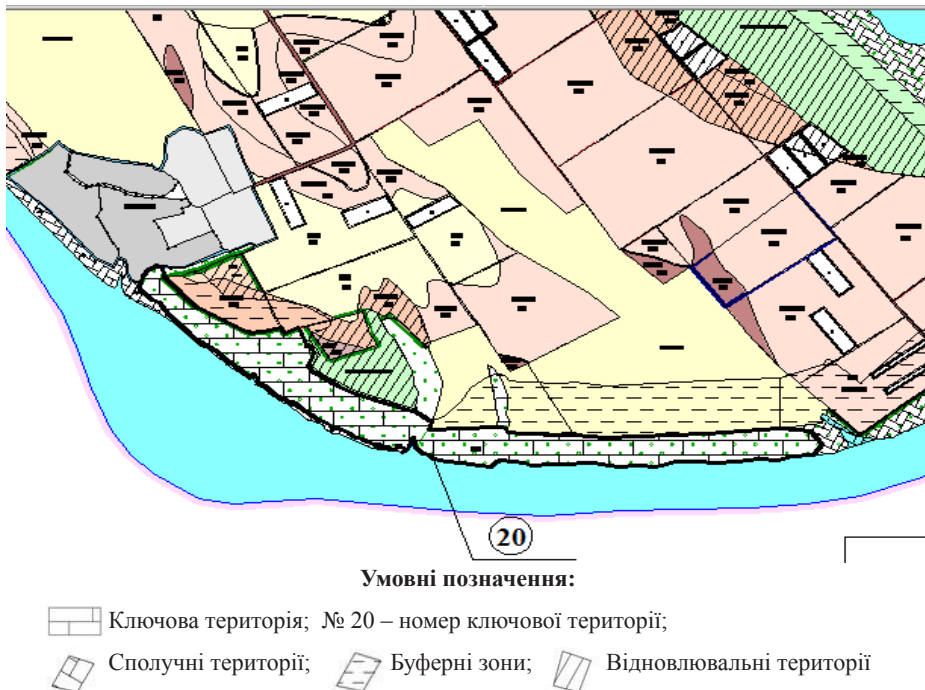 20
Умовні позначення:
Ключова територія; № 20 – номер ключової території;
Сполучні території; Буферні зони; Відновлювальні території